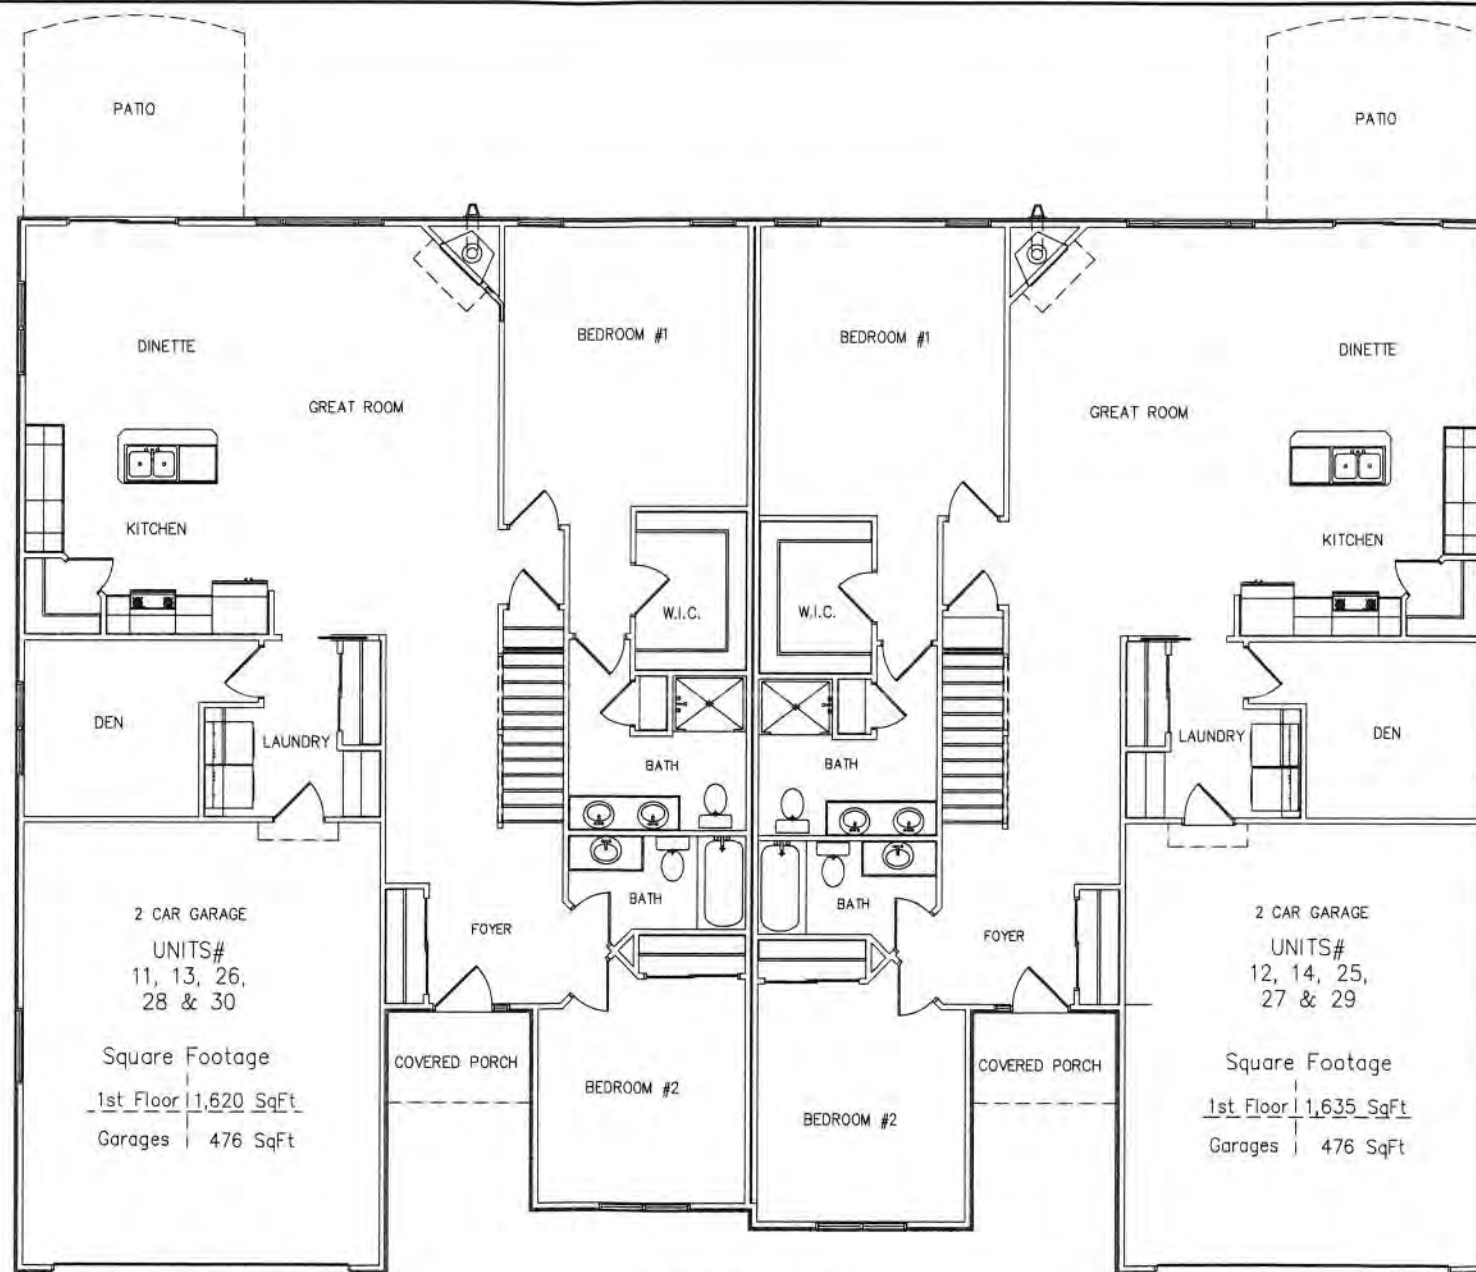 PATIO
PATIO
BEDROOM #1
BEDROOM #1
DINETTE
DINETTE
GREAT ROOM
GREAT ROOM
KITCHEN
KITCHEN
W.I.C.
W.I.C.
DEN
LAUNDRY
LAUNDRY
DEN
BATH
BATH
BATH
BATH
2 CAR GARAGE
UNITS#
11, 13, 26,
28 & 30
FOYER
FOYER
2 CAR GARAGE
UNITS#
12, 14, 25,
27 & 29
Square Footage
1st Floor 1,620 SqFt
Garages 476 SqFt
COVERED PORCH
BEDROOM #2
BEDROOM #2
COVERED PORCH
Square Footage
1st Floor 1,635 SqFt
Garages 476 SqFt